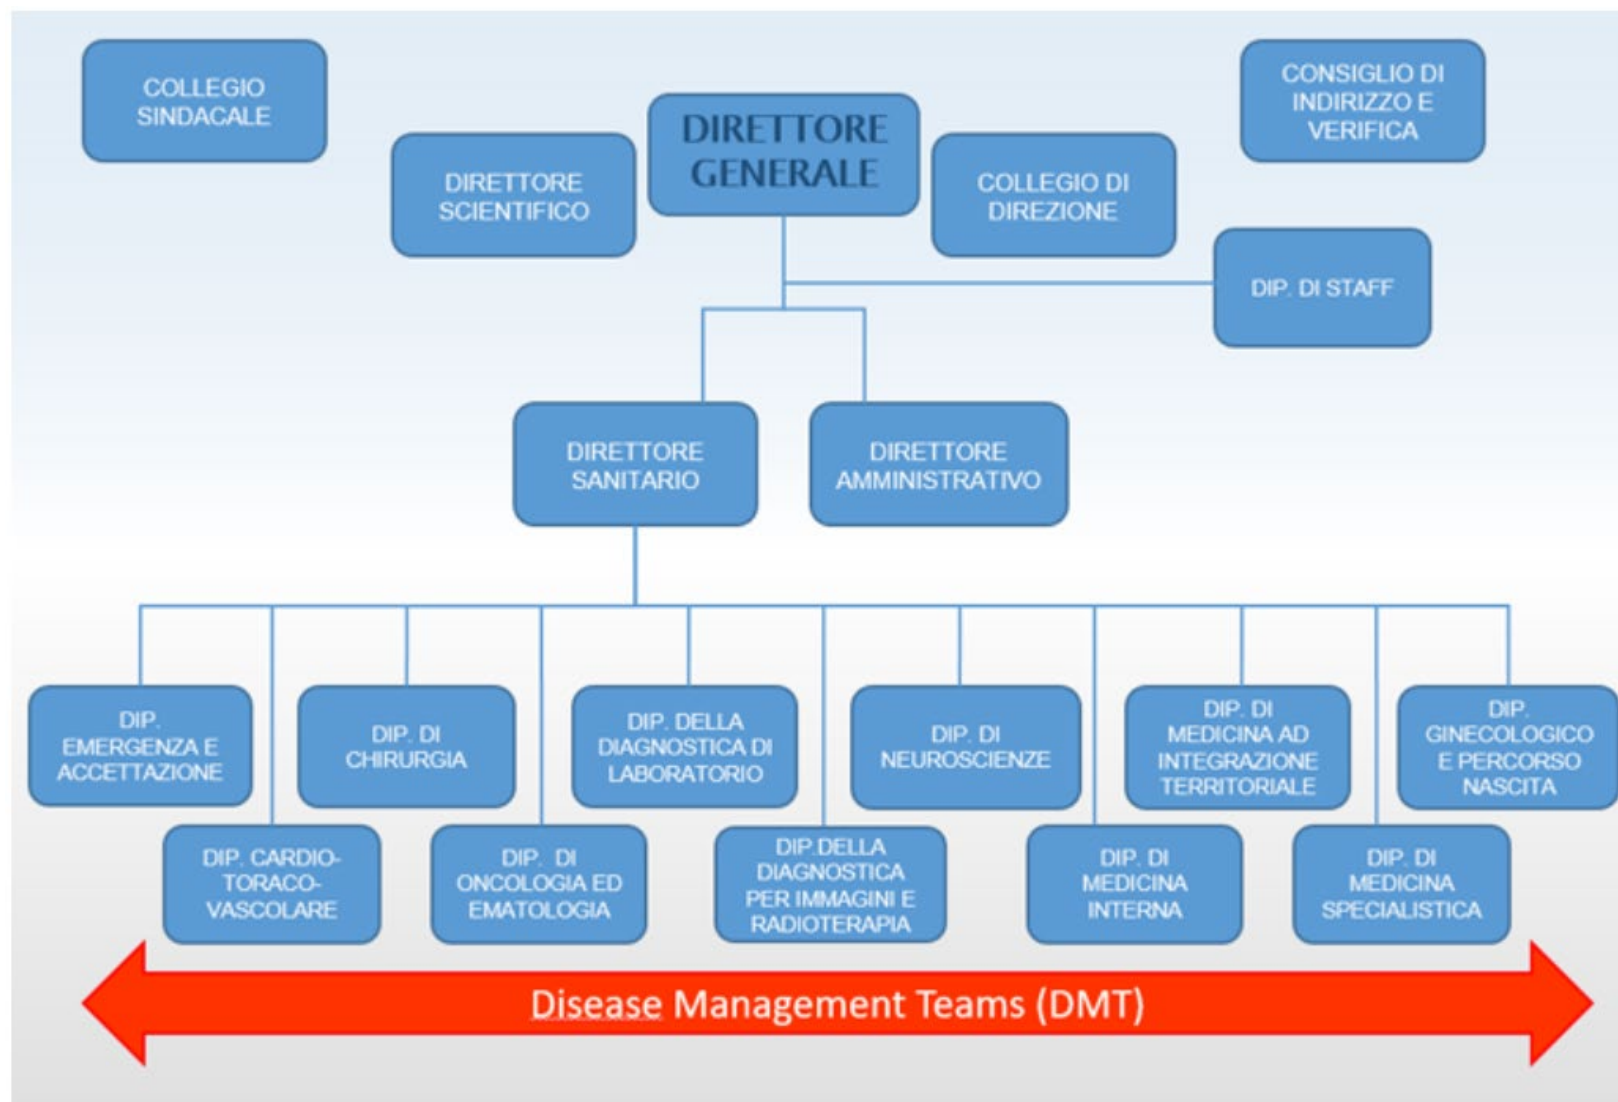 COLLEGIO
SINDACALE
CONSIGLIO DI
INDIRIZZO E
VERIFICA
DIRETTORE
GENERALE
DIRETTORE
SCIENTIFICO
COLLEGIO DI
DIREZIONE
DIP. DI STAFF
DIRETTORE
SANITARIO
DIRETTORE
AMMINISTRATIVO
DIP.
EMERGENZA E
ACCETTAZIONE
DIP. DI
CHIRURGIA
DIP. DELLA
DIAGNOSTICA DI
LABORATORIO
DIP. DI
NEUROSCIENZE
DIP. DI
MEDICINA AD
INTEGRAZIONE
TERRITORIALE
DIP.
GINECOLOGICO
E PERCORSO
NASCITA
DIP. CARDIO-
TORACO-
VASCOLARE
DIP. DI
ONCOLOGIA ED
EMATOLOGIA
DIP.DELLA
DIAGNOSTICA
PER IMMAGINI E
RADIOTERAPIA
DIP. DI
MEDICINA
INTERNA
DIP. DI
MEDICINA
SPECIALISTICA
Disease Management Teams (DMT)